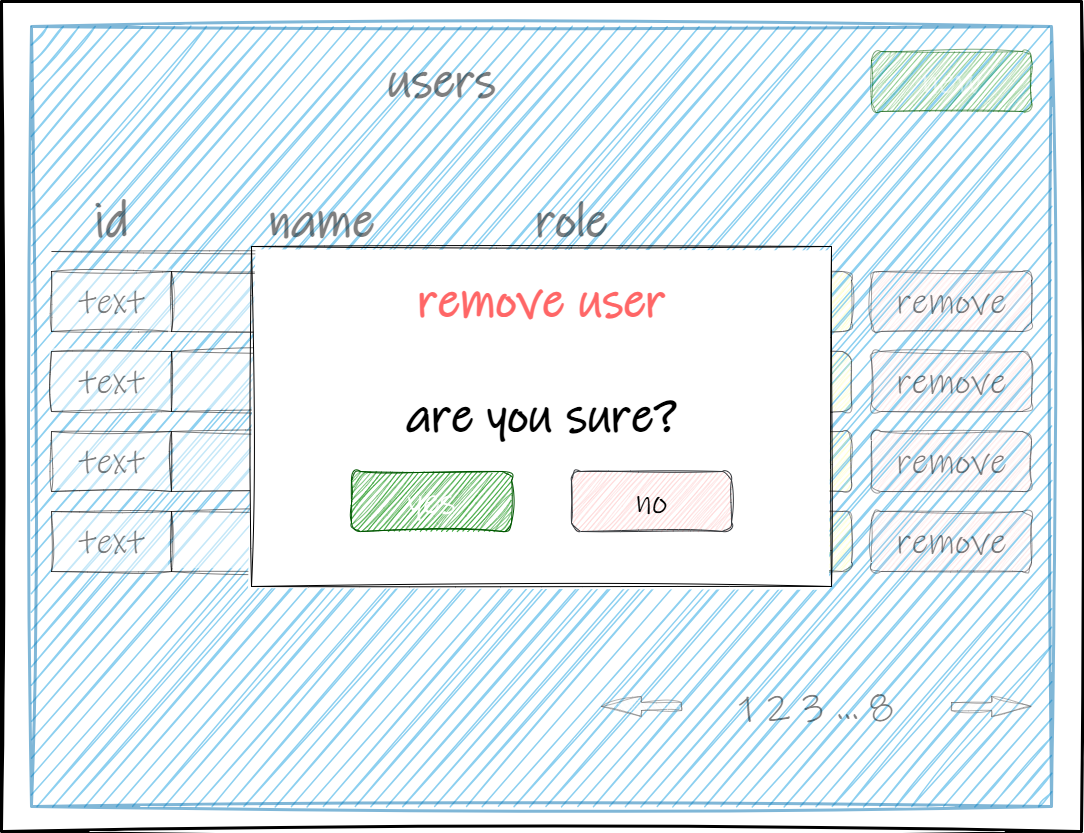 users
new
id name role
text remove
text remove
text remove
text remove
remove user
are you sure?
yes no
1 2 3 ... 8